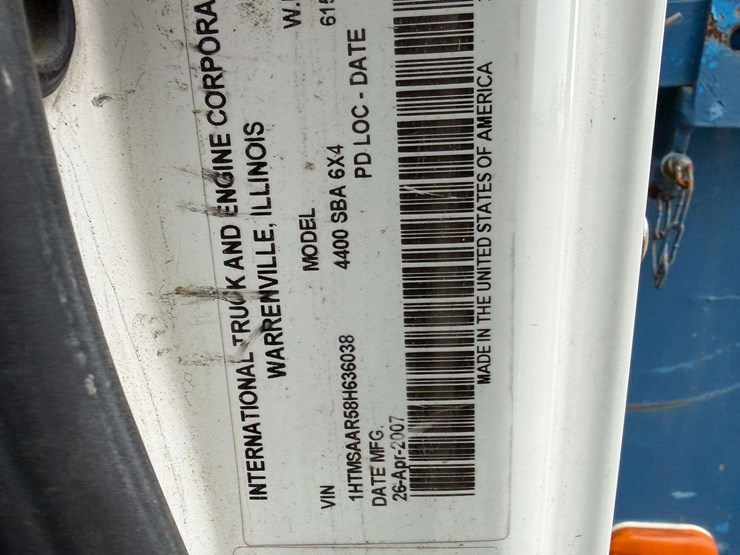 INTERNATIONAL TRUCK AND ENGINE CORPORA
WARRENVILLE, ILLINOIS
VIN MODEL W.
1HTMSAAR58H636038 4400 SBA 6X4 615
DATE MFG. PD LOC - DATE
26-Apr-2007
MADE IN THE UNITED STATES OF AMERICA